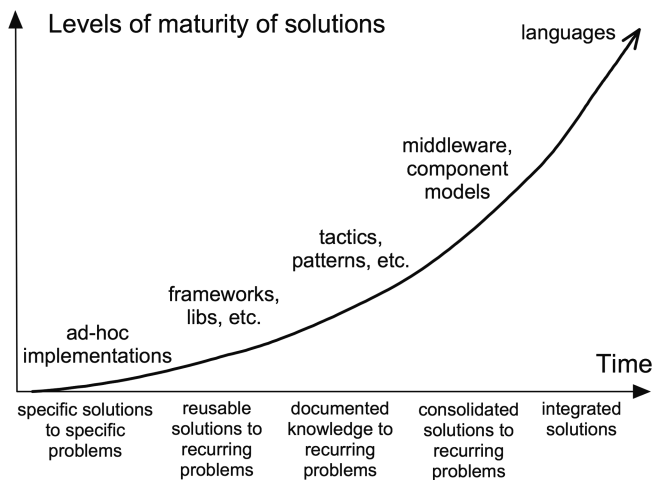 Levels of maturity of solutions
languages
middleware,
component
models
tactics,
patterns, etc.
frameworks,
libs, etc.
ad-hoc
implementations
Time
specific solutions
to specific
problems
reusable
solutions to
recurring
problems
documented
knowledge to
recurring
problems
consolidated
solutions to
recurring
problems
integrated
solutions